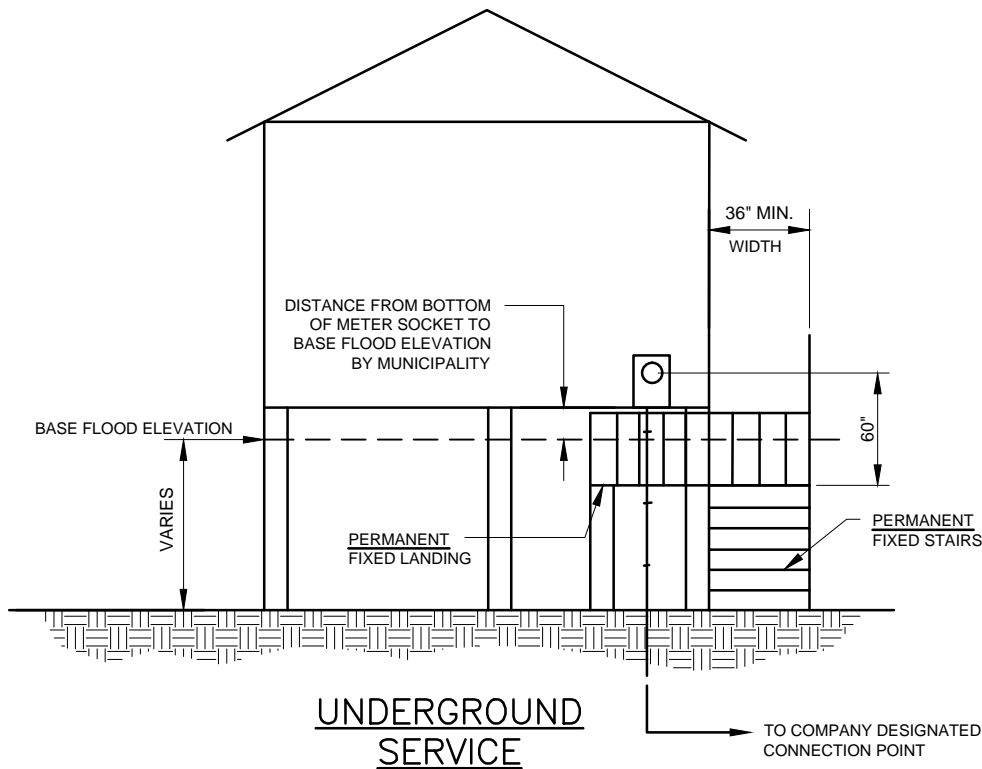 36" MIN.
WIDTH
DISTANCE FROM BOTTOM
OF METER SOCKET TO
BASE FLOOD ELEVATION
BY MUNICIPALITY
BASE FLOOD ELEVATION
60"
VARIES
PERMANENT
FIXED LANDING
PERMANENT
FIXED STAIRS
UNDERGROUND
SERVICE
TO COMPANY DESIGNATED
CONNECTION POINT